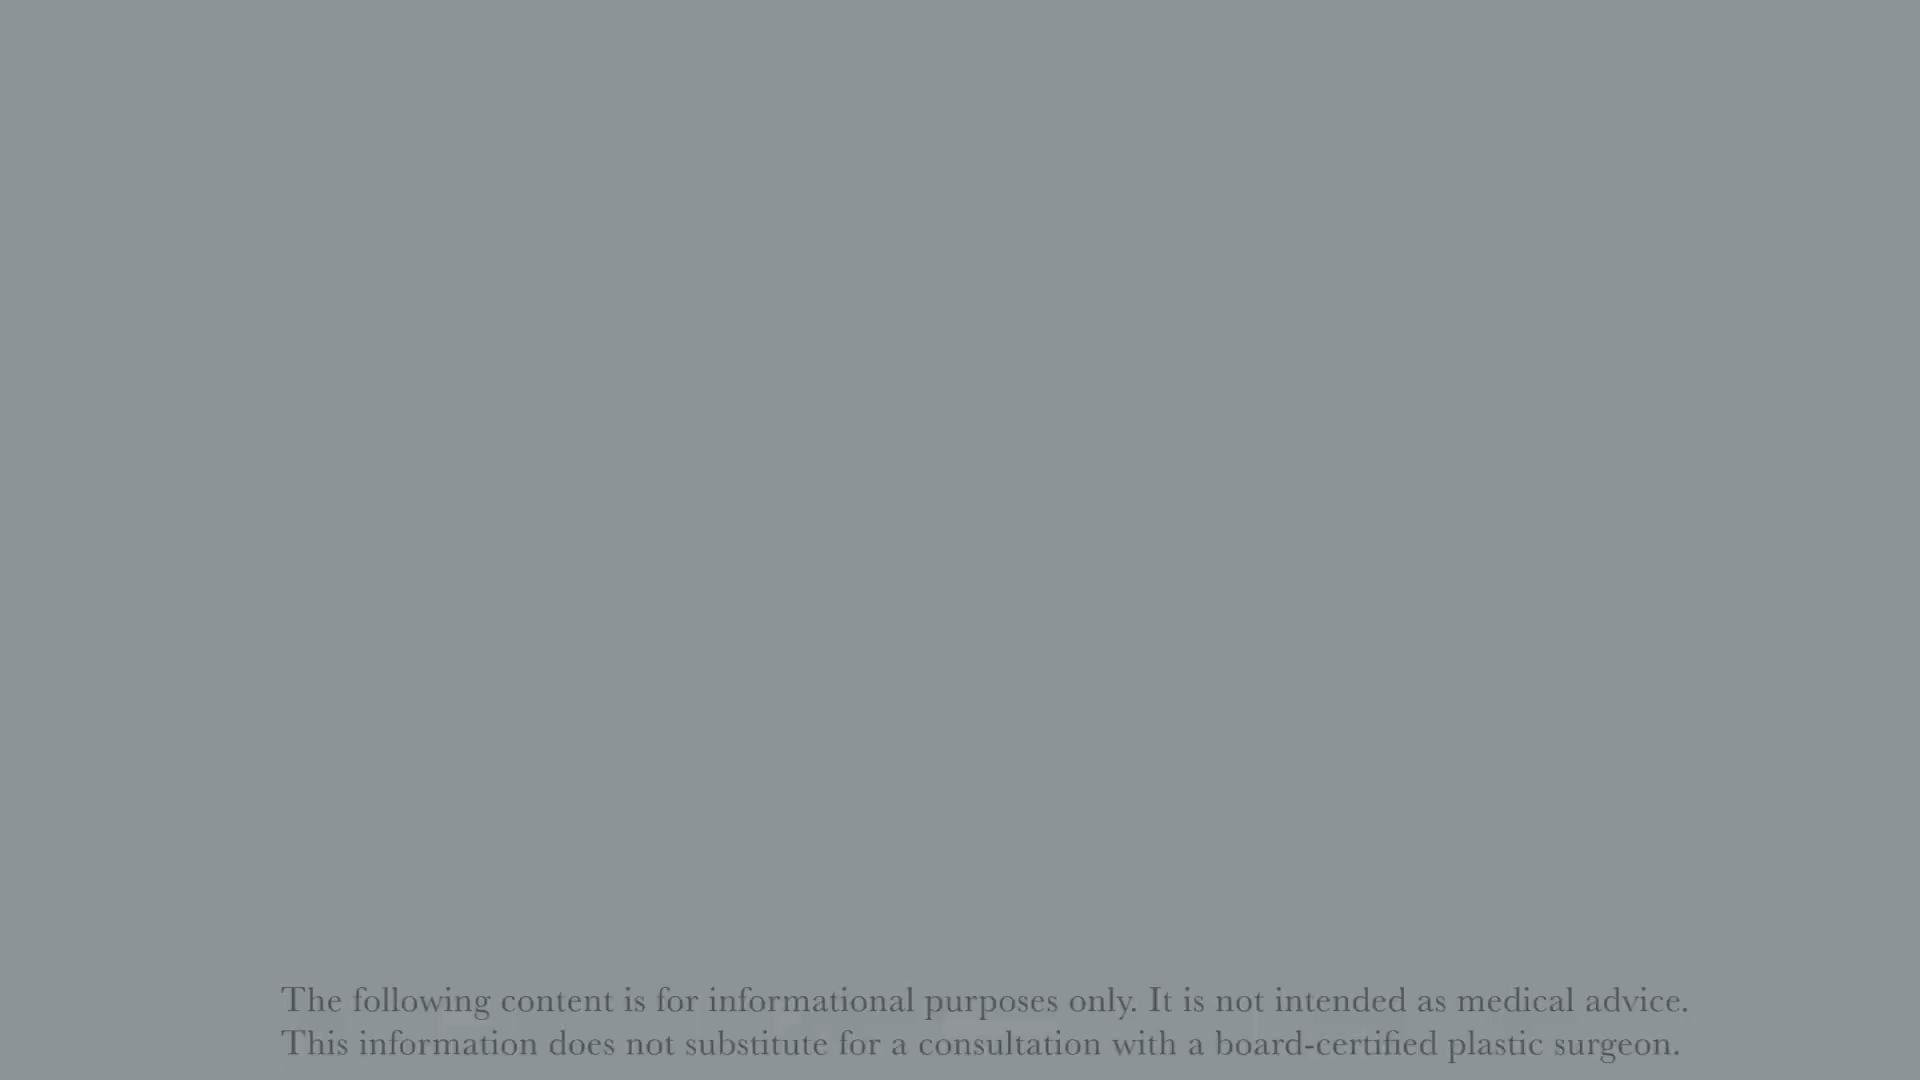 The following content is for informational purposes only. It is not intended as medical advice.
This information does not substitute for a consultation with a board-certified plastic surgeon.